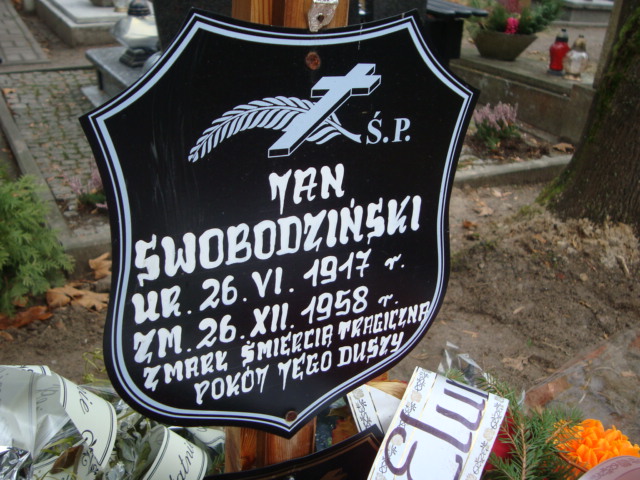 Ś.P.
JAN
SWOBODZIŃSKI
UR. 26. VI. 1917 r.
ZM. 26. XII. 1958 r.
ZMARŁ ŚMIERCIĄ TRAGICZNĄ
POKÓJ JEGO DUSZY